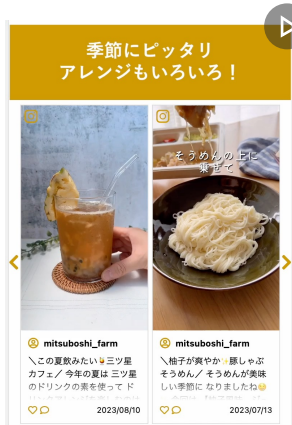 季節にピッタリ
アレンジもいろいろ！
そうめんの上に
乗せて
mitsuboshi_farm
＼この夏飲みたい🍹三ツ星
カフェ／ 今年の夏は 三ツ星
のドリンクの素を使って ド
2023/08/10
mitsuboshi_farm
＼柚子が爽やか✨豚しゃぶ
そうめん／ そうめんが美味
しい季節に なりましたね😊
2023/07/13